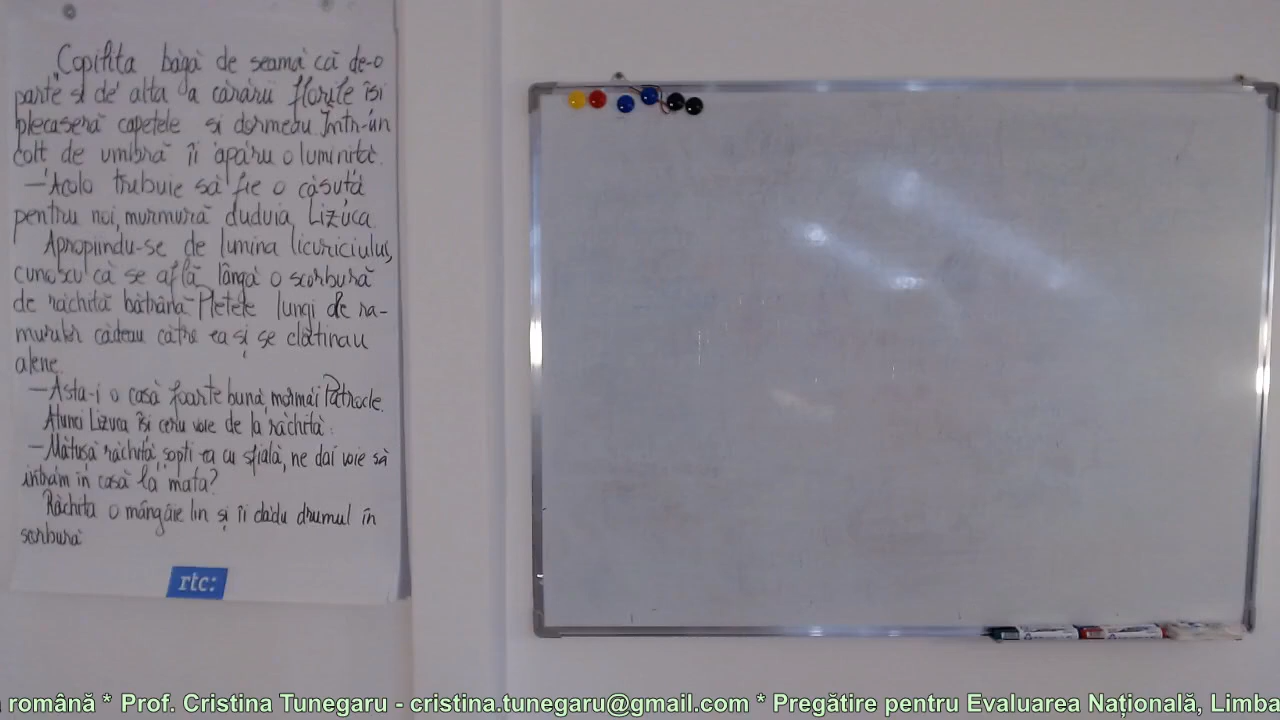 Copilița băgă de seamă că de-o
parte și de alta a cărării florile își
plecaseră capetele și dormeau. Într-un
colț de umbră îi apăru o luminiță.
— Acolo trebuie să fie o căsuță
pentru noi, murmură duduia Lizuca.
Apropiindu-se de lumina licuriciului,
cunoscu că se află lângă o scorbură
de răchită bătrână. Pletele lungi de ra-
murilor cădeau către ea și se clătinau
alene.
— Asta-i o casă foarte bună, mormăi Patrocle.
Atunci Lizuca își ceru voie de la răchită:
— Mătușă răchită, șopti ea cu sfială, ne dai voie să
intrăm în casă la mata?
Răchita o mângâie lin și îi dădu drumul în
scorbură
rtc:
română * Prof. Cristina Tunegaru - cristina.tunegaru@gmail.com * Pregătire pentru Evaluarea Națională, Limba